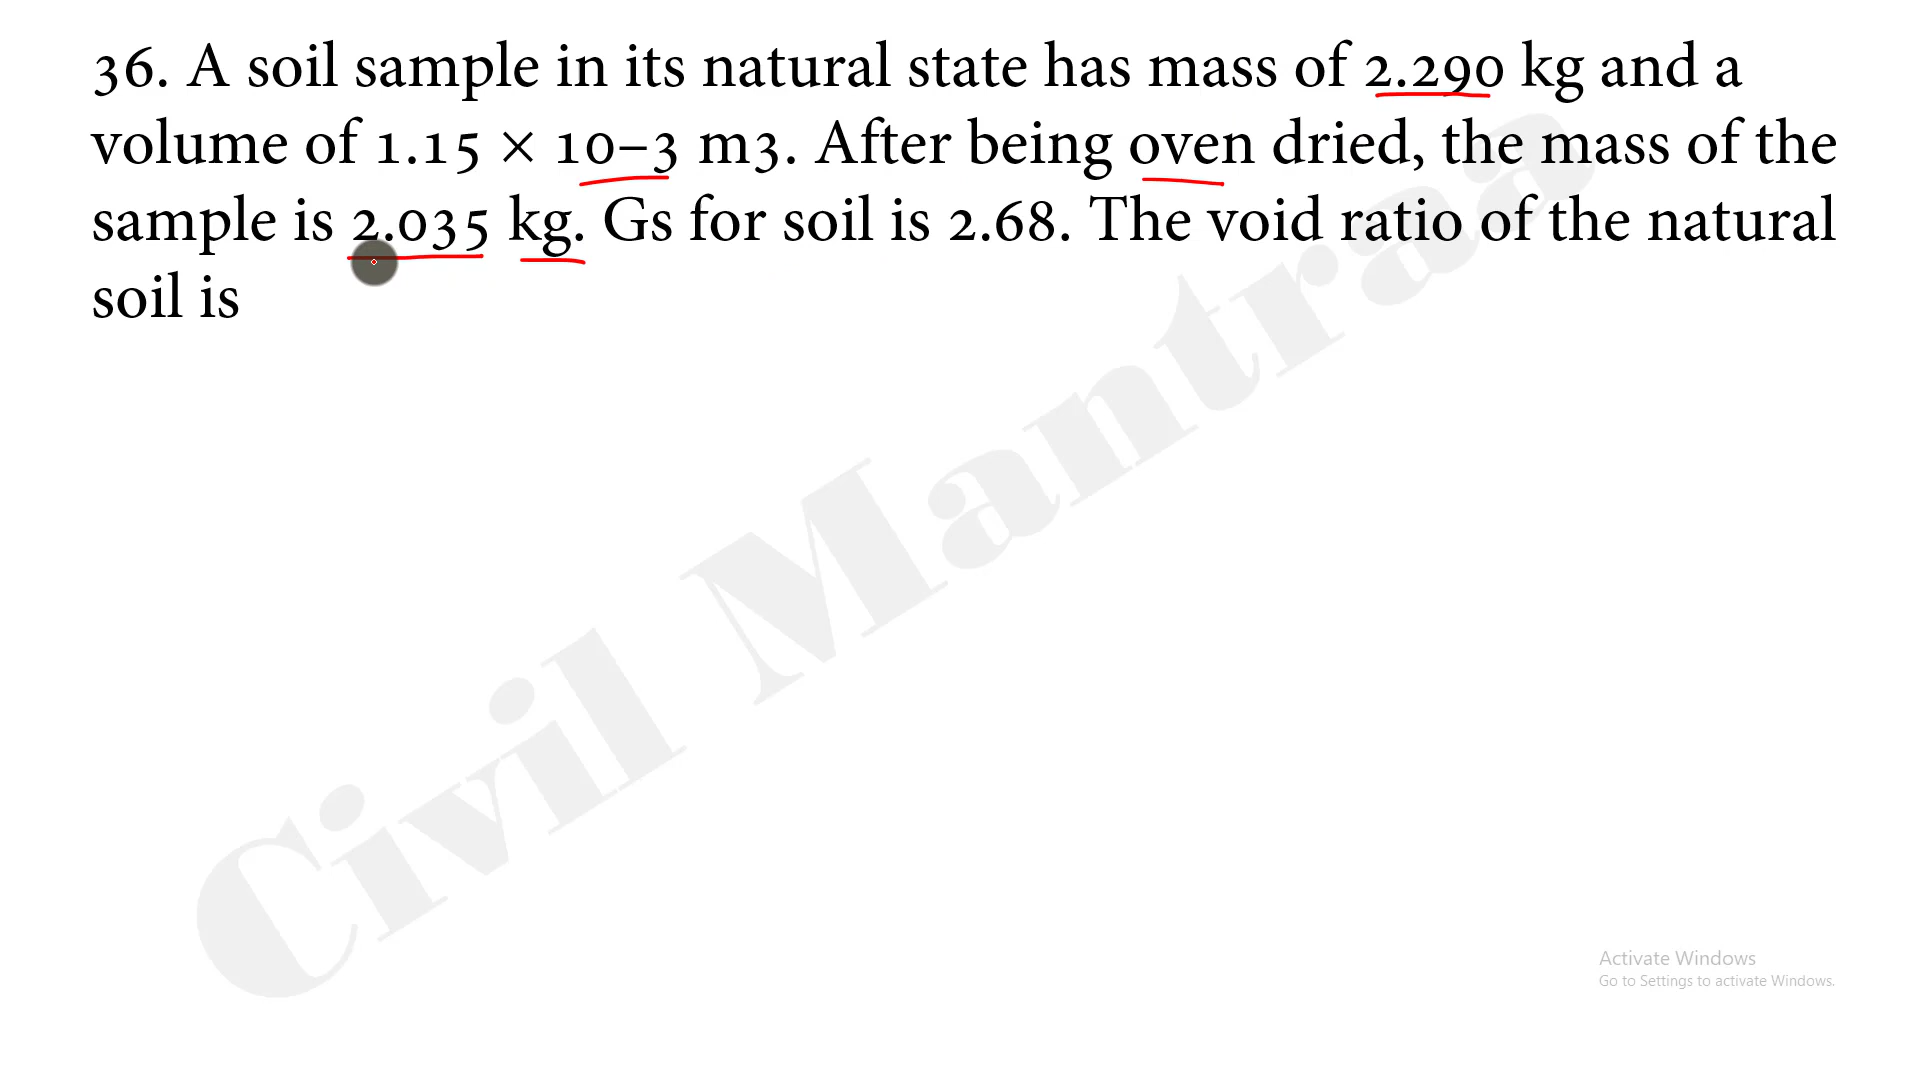 36. A soil sample in its natural state has mass of 2.290 kg and a
volume of 1.15 × 10–3 m3. After being oven dried, the mass of the
sample is 2.035 kg. Gs for soil is 2.68. The void ratio of the natural
soil is
Civil Mantraa
Activate Windows
Go to Settings to activate Windows.